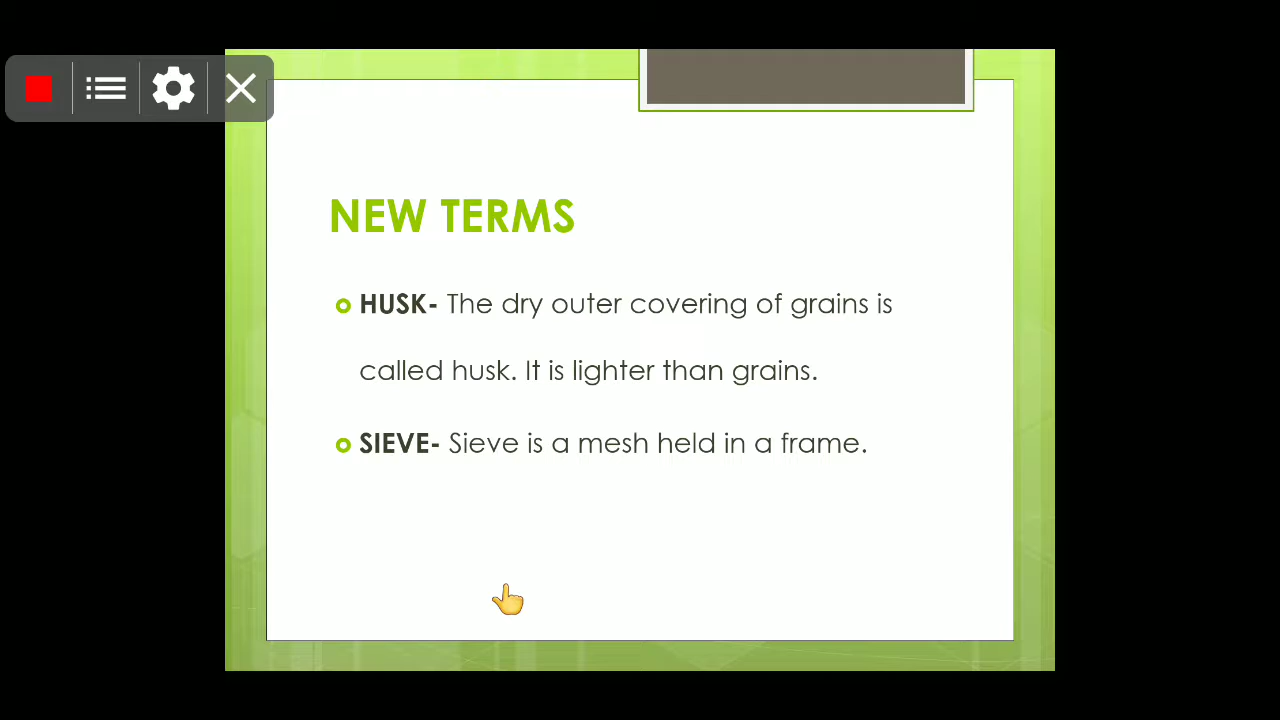 NEW TERMS
HUSK- The dry outer covering of grains is
called husk. It is lighter than grains.
SIEVE- Sieve is a mesh held in a frame.